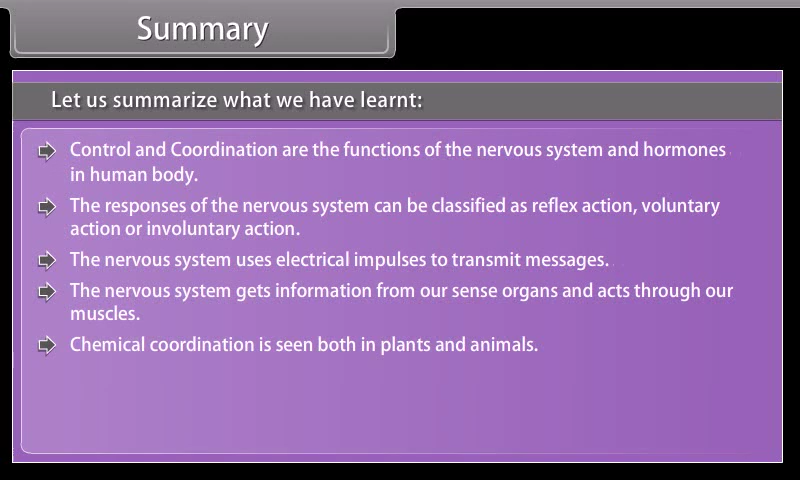 Summary
Let us summarize what we have learnt:
Control and Coordination are the functions of the nervous system and hormones
in human body.
The responses of the nervous system can be classified as reflex action, voluntary
action or involuntary action.
The nervous system uses electrical impulses to transmit messages.
The nervous system gets information from our sense organs and acts through our
muscles.
Chemical coordination is seen both in plants and animals.